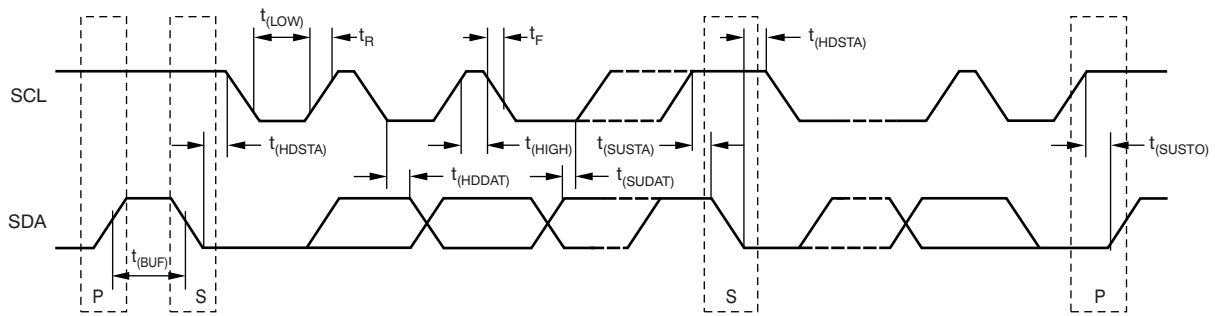 t(LOW)
tR
tF
t(HDSTA)
SCL
t(HDSTA)
t(HIGH)
t(SUSTA)
t(SUSTO)
t(HDDAT)
t(SUDAT)
SDA
t(BUF)
P
S
S
P